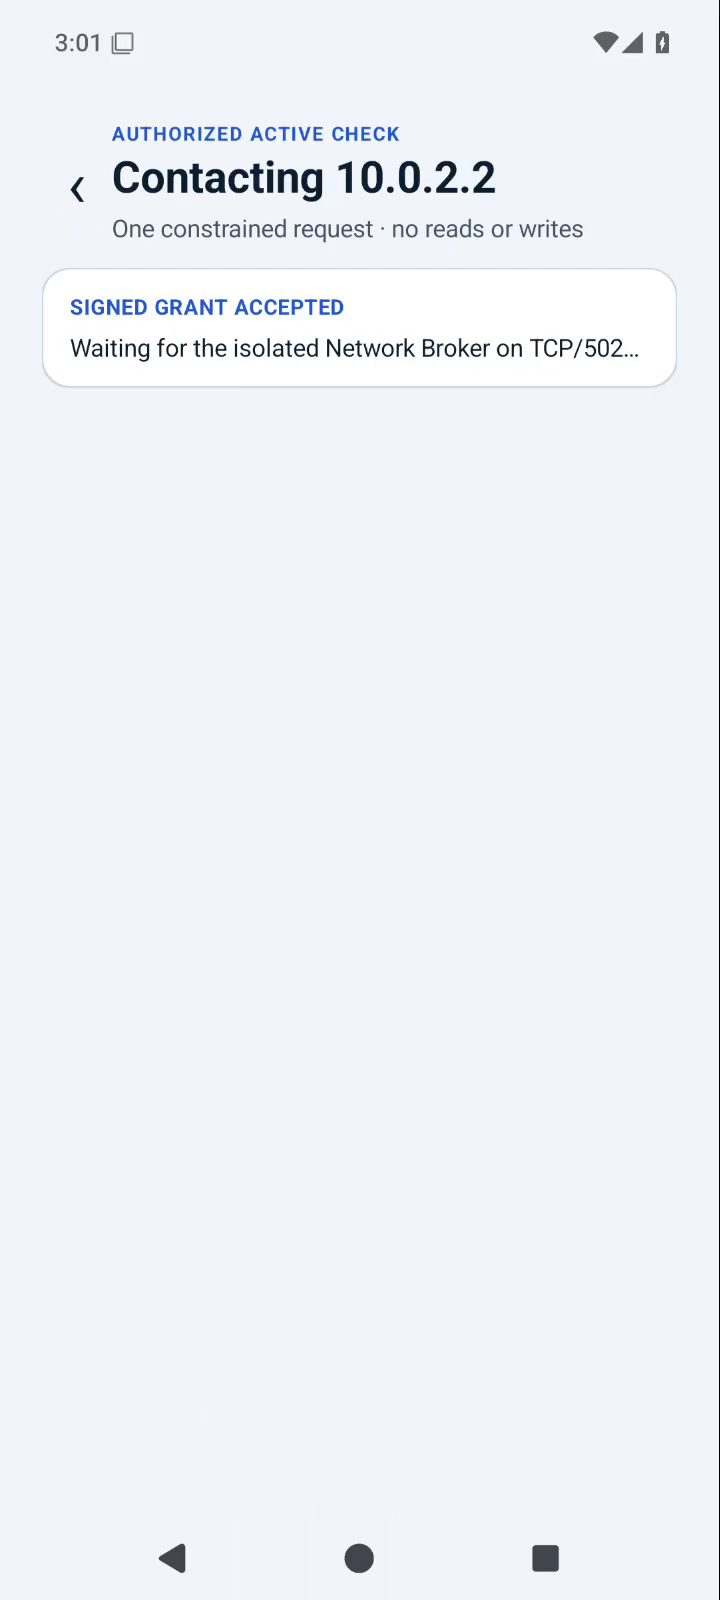 3:01
AUTHORIZED ACTIVE CHECK
Contacting 10.0.2.2
One constrained request · no reads or writes
SIGNED GRANT ACCEPTED
Waiting for the isolated Network Broker on TCP/502…